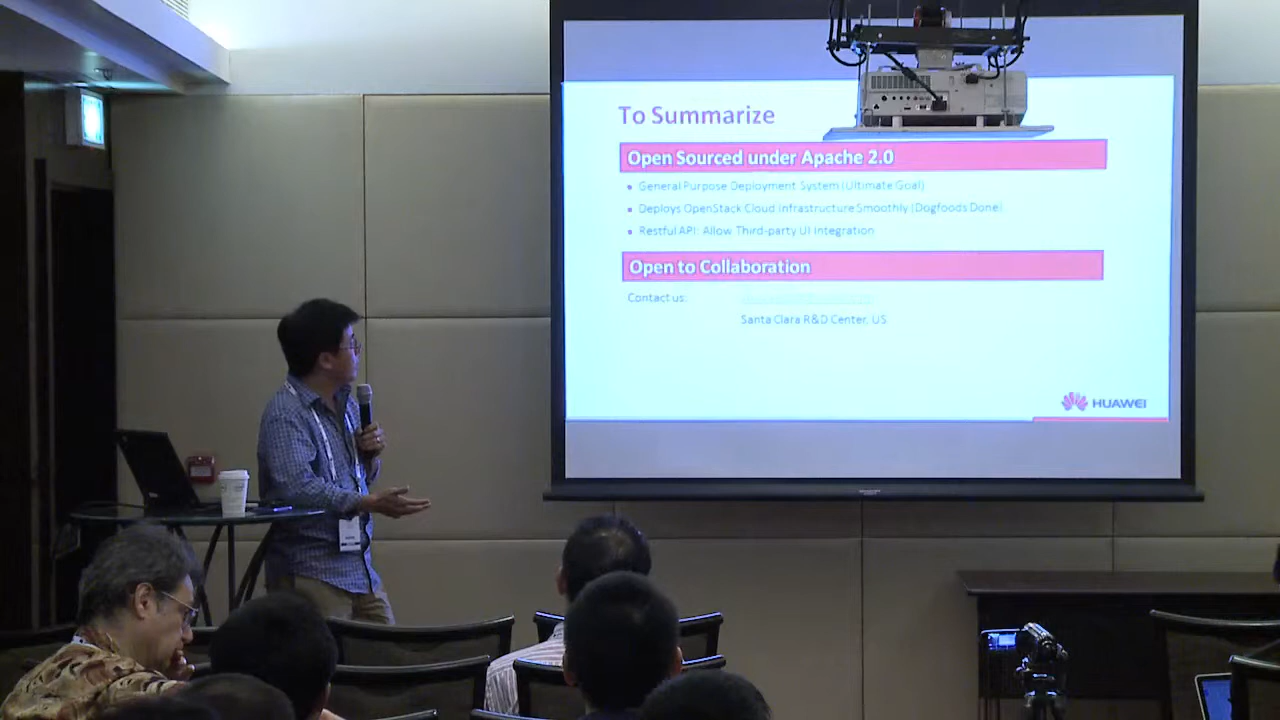 To Summarize
Open Sourced under Apache 2.0
General Purpose Deployment System (Ultimate Goal)
Deploys OpenStack Cloud Infrastructure Smoothly (Dogfoods Done)
Restful API: Allow Third-party UI Integration
Open to Collaboration
Contact us:
Santa Clara R&D Center, US
HUAWEI